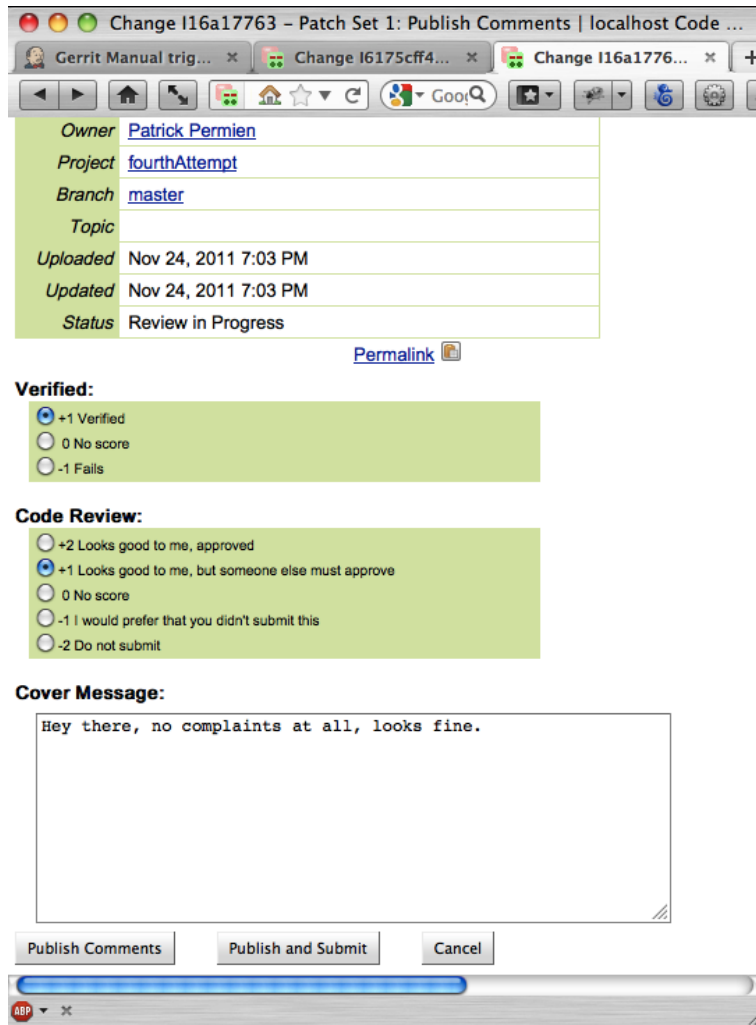 Change I16a17763 – Patch Set 1: Publish Comments | localhost Code ...
Gerrit Manual trig... × Change I6175cff4... × Change I16a1776... × +
Goo
Owner Patrick Permien
Project fourthAttempt
Branch master
Topic
Uploaded Nov 24, 2011 7:03 PM
Updated Nov 24, 2011 7:03 PM
Status Review in Progress
Permalink
Verified:
+1 Verified
0 No score
-1 Fails
Code Review:
+2 Looks good to me, approved
+1 Looks good to me, but someone else must approve
0 No score
-1 I would prefer that you didn't submit this
-2 Do not submit
Cover Message:
Hey there, no complaints at all, looks fine.
Publish Comments Publish and Submit Cancel
ABP